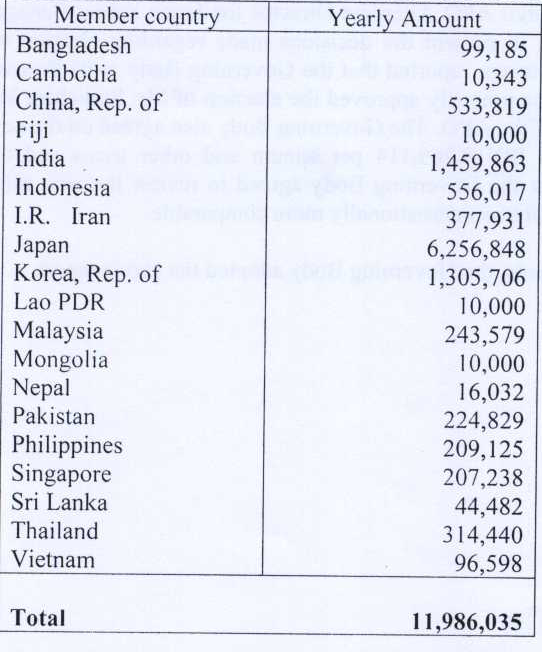 Member country Yearly Amount
Bangladesh 99,185
Cambodia 10,343
China, Rep. of 533,819
Fiji 10,000
India 1,459,863
Indonesia 556,017
I.R. Iran 377,931
Japan 6,256,848
Korea, Rep. of 1,305,706
Lao PDR 10,000
Malaysia 243,579
Mongolia 10,000
Nepal 16,032
Pakistan 224,829
Philippines 209,125
Singapore 207,238
Sri Lanka 44,482
Thailand 314,440
Vietnam 96,598
Total 11,986,035